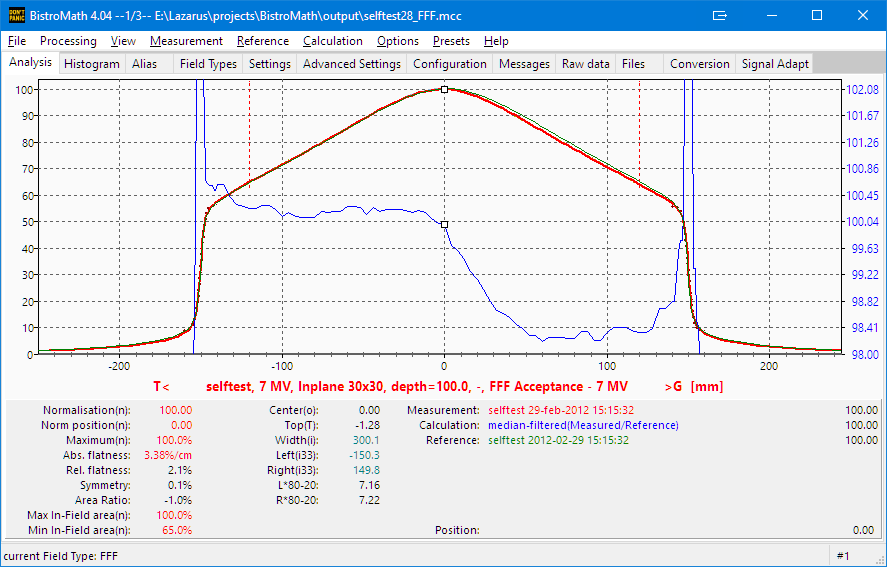 DON'T PANIC BistroMath 4.04 --1/3-- E:\Lazarus\projects\BistroMath\output\selftest28_FFF.mcc
File Processing View Measurement Reference Calculation Options Presets Help
Analysis Histogram Alias Field Types Settings Advanced Settings Configuration Messages Raw data Files Conversion Signal Adapt
100 102.08
90 101.67
80 101.26
70 100.86
60 100.45
50 100.04
40 99.63
30 99.22
20 98.82
10 98.41
0 98.00
-200 -100 0 100 200
T< selftest, 7 MV, Inplane 30x30, depth=100.0, -, FFF Acceptance - 7 MV >G [mm]
Normalisation(n): 100.00 Center(o): 0.00 Measurement: selftest 29-feb-2012 15:15:32 100.00
Norm position(n): 0.00 Top(T): -1.28 Calculation: median-filtered(Measured/Reference) 100.00
Maximum(n): 100.0% Width(i): 300.1 Reference: selftest 2012-02-29 15:15:32 100.00
Abs. flatness: 3.38%/cm Left(i33): -150.3
Rel. flatness: 2.1% Right(i33): 149.8
Symmetry: 0.1% L*80-20: 7.16
Area Ratio: -1.0% R*80-20: 7.22
Max In-Field area(n): 100.0%
Min In-Field area(n): 65.0% Position: 0.00
current Field Type: FFF #1